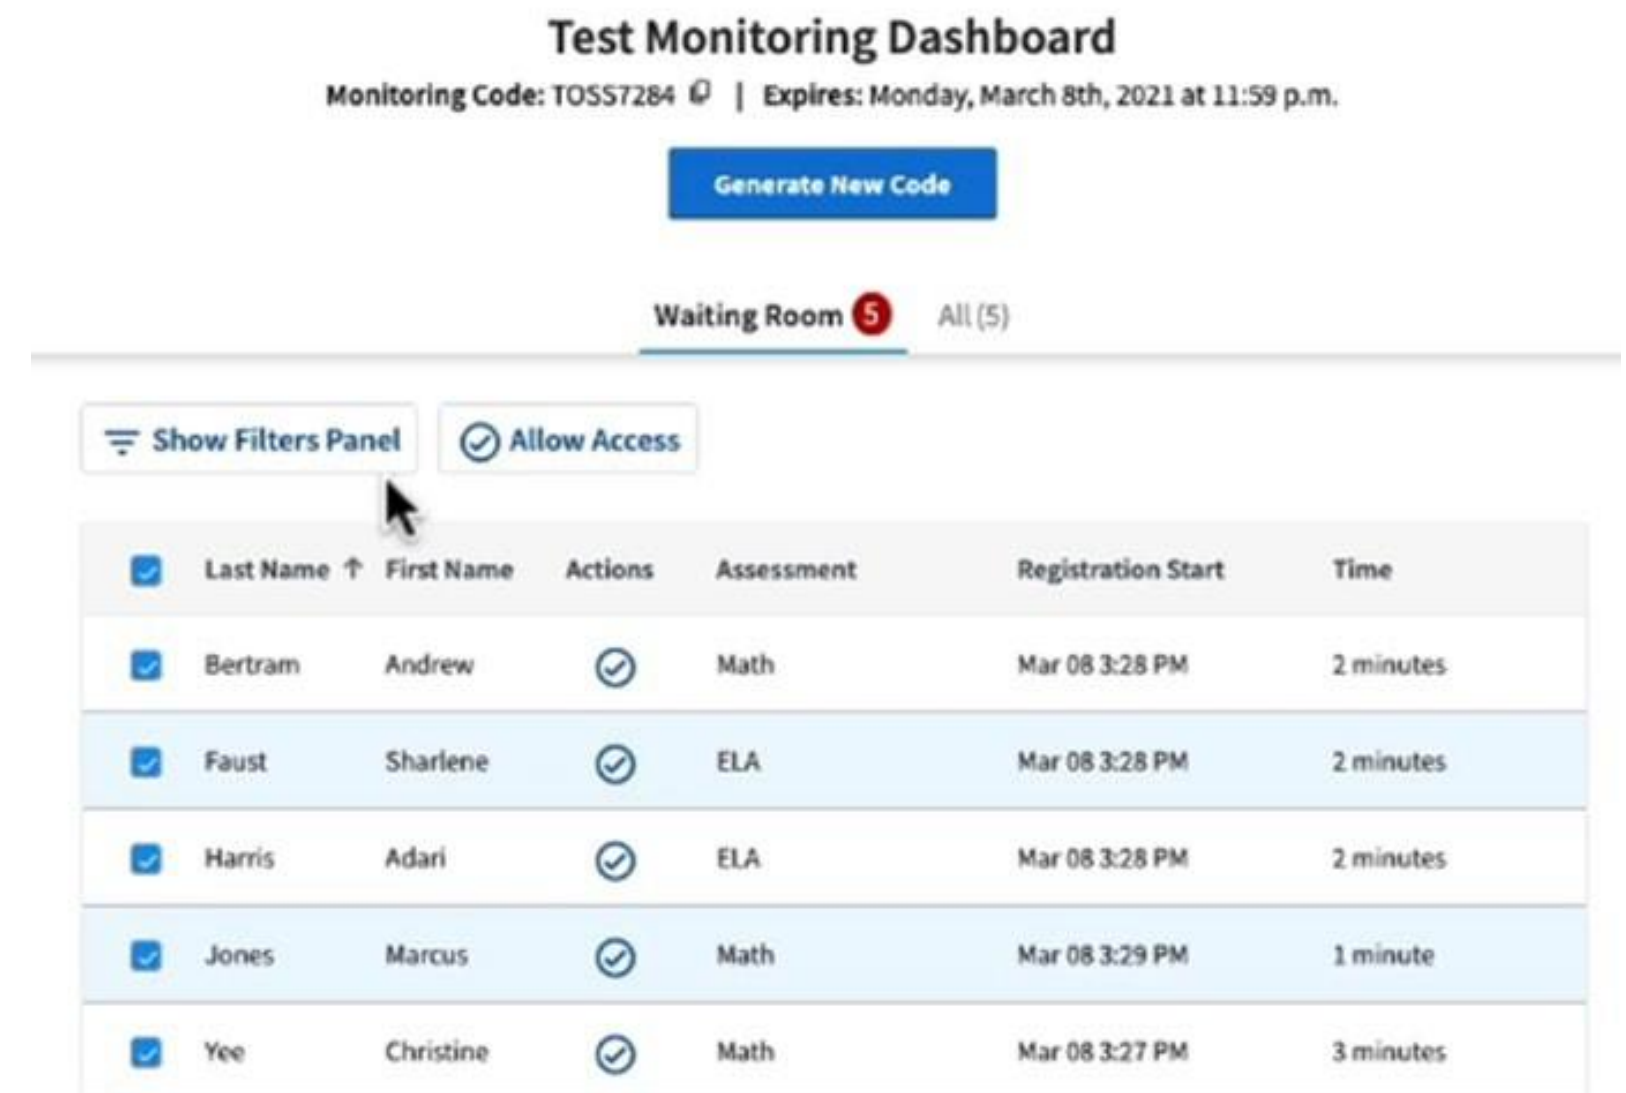 Test Monitoring Dashboard
Monitoring Code: TOSS7284 | Expires: Monday, March 8th, 2021 at 11:59 p.m.
Generate New Code
Waiting Room 5 All (5)
Show Filters Panel Allow Access
Last Name ↑ First Name Actions Assessment Registration Start Time
Bertram Andrew Math Mar 08 3:28 PM 2 minutes
Faust Sharlene ELA Mar 08 3:28 PM 2 minutes
Harris Adari ELA Mar 08 3:28 PM 2 minutes
Jones Marcus Math Mar 08 3:29 PM 1 minute
Yee Christine Math Mar 08 3:27 PM 3 minutes